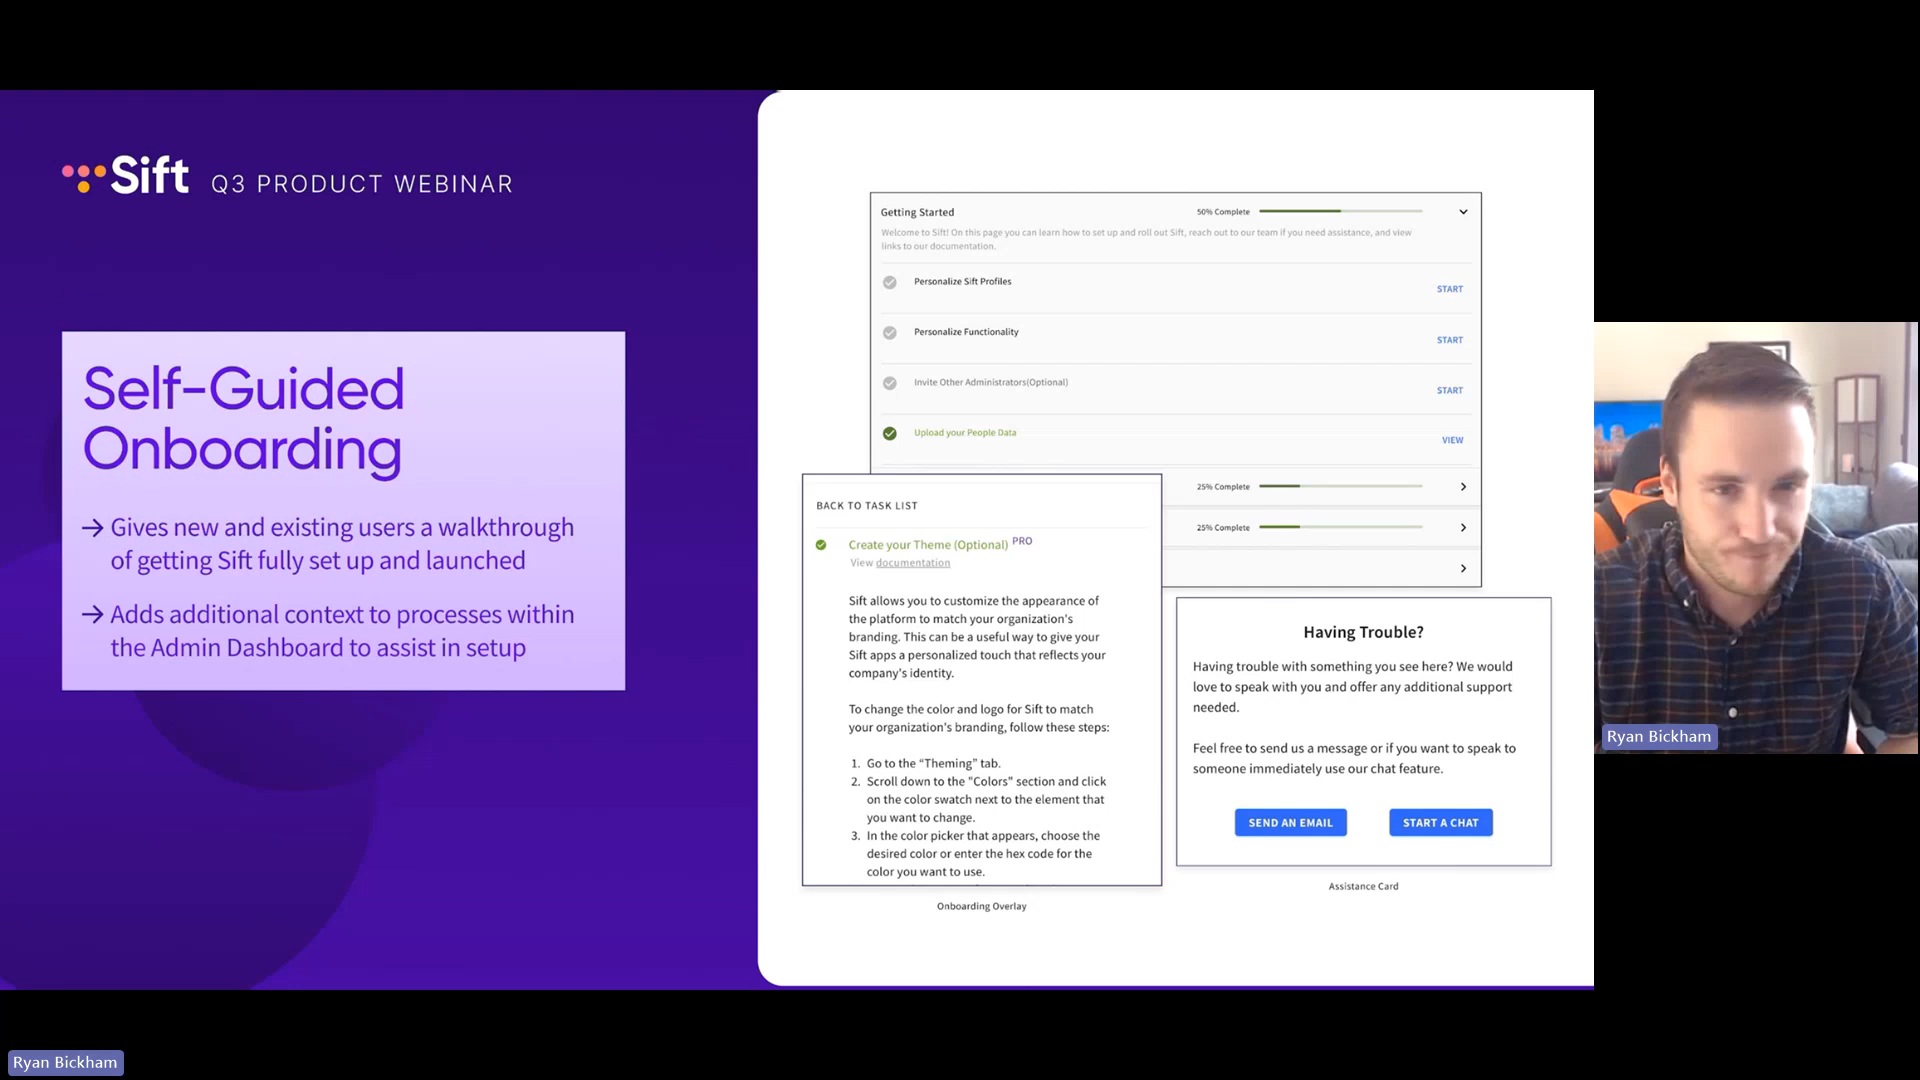 Sift Q3 PRODUCT WEBINAR
Self-Guided
Onboarding
→ Gives new and existing users a walkthrough
of getting Sift fully set up and launched
→ Adds additional context to processes within
the Admin Dashboard to assist in setup
Getting Started 50% Complete
Welcome to Sift! On this page you can learn how to set up and roll out Sift, reach out to our team if you need assistance, and view
links to our documentation.
Personalize Sift Profiles START
Personalize Functionality START
Invite Other Administrators(Optional) START
Upload your People Data VIEW
25% Complete
25% Complete
BACK TO TASK LIST
Create your Theme (Optional) PRO
View documentation
Sift allows you to customize the appearance of
the platform to match your organization's
branding. This can be a useful way to give your
Sift apps a personalized touch that reflects your
company's identity.
To change the color and logo for Sift to match
your organization's branding, follow these steps:
1. Go to the “Theming” tab.
2. Scroll down to the "Colors" section and click
on the color swatch next to the element that
you want to change.
3. In the color picker that appears, choose the
desired color or enter the hex code for the
color you want to use.
Onboarding Overlay
Having Trouble?
Having trouble with something you see here? We would
love to speak with you and offer any additional support
needed.
Feel free to send us a message or if you want to speak to
someone immediately use our chat feature.
SEND AN EMAIL START A CHAT
Assistance Card
Ryan Bickham
Ryan Bickham